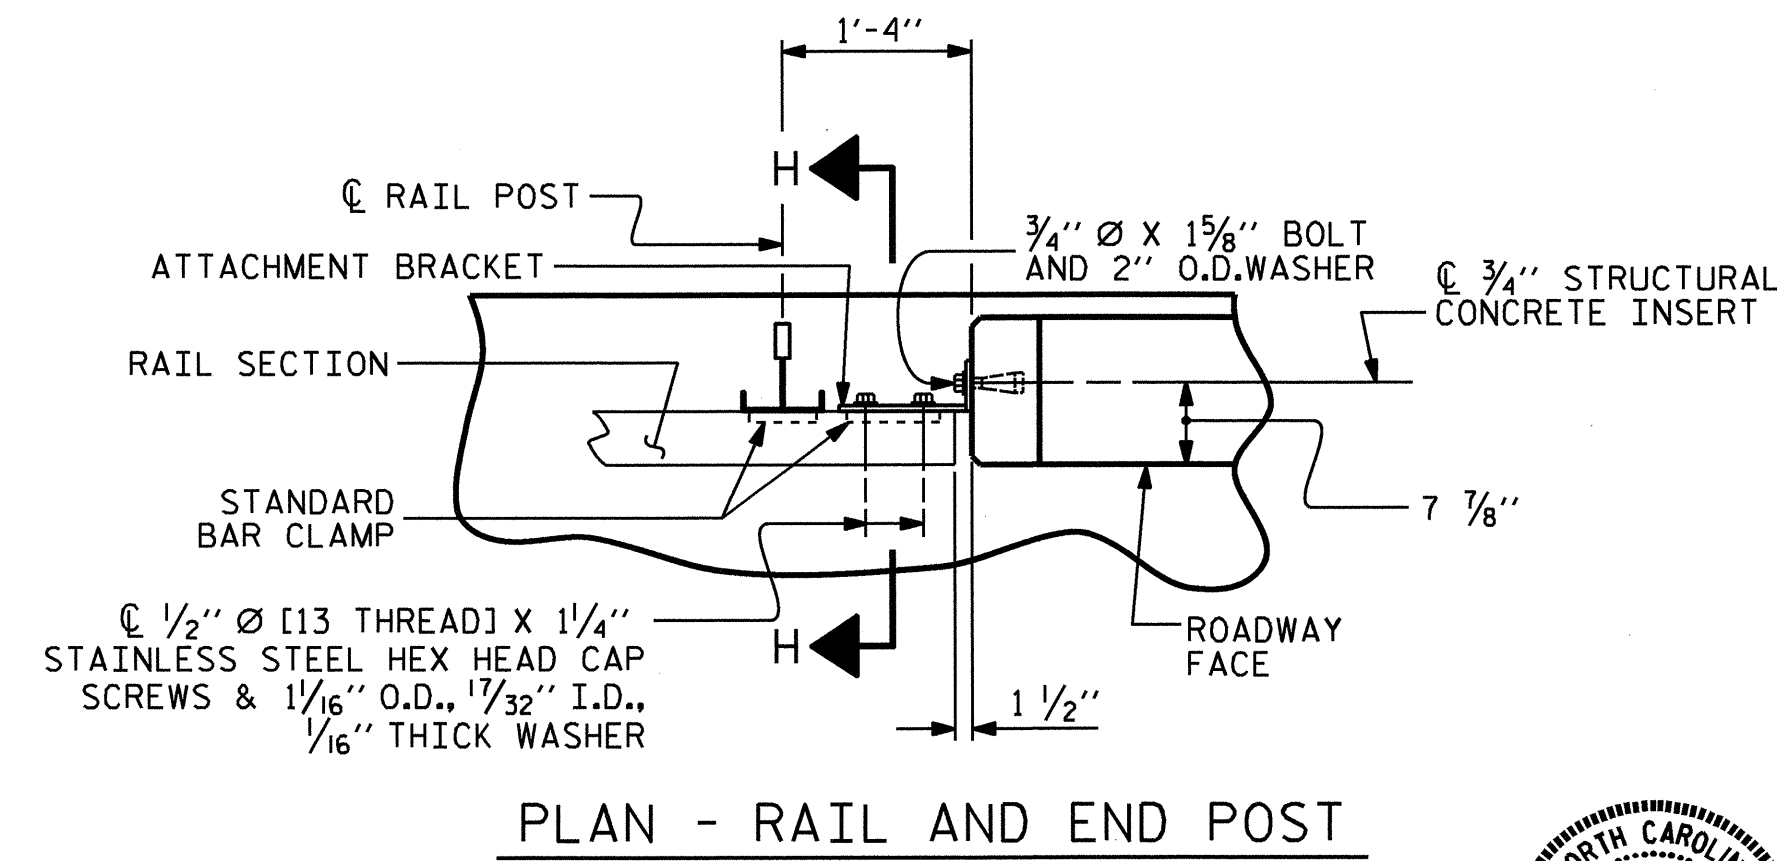 1'-4"
H
℄ RAIL POST
3/4" Ø X 1 5/8" BOLT
AND 2" O.D.WASHER
ATTACHMENT BRACKET
℄ 3/4" STRUCTURAL
CONCRETE INSERT
RAIL SECTION
STANDARD
BAR CLAMP
7 7/8"
℄ 1/2" Ø [13 THREAD] X 1 1/4"
STAINLESS STEEL HEX HEAD CAP
SCREWS & 1 1/16" O.D., 17/32" I.D.,
1/16" THICK WASHER
H
ROADWAY
FACE
1 1/2"
PLAN - RAIL AND END POST